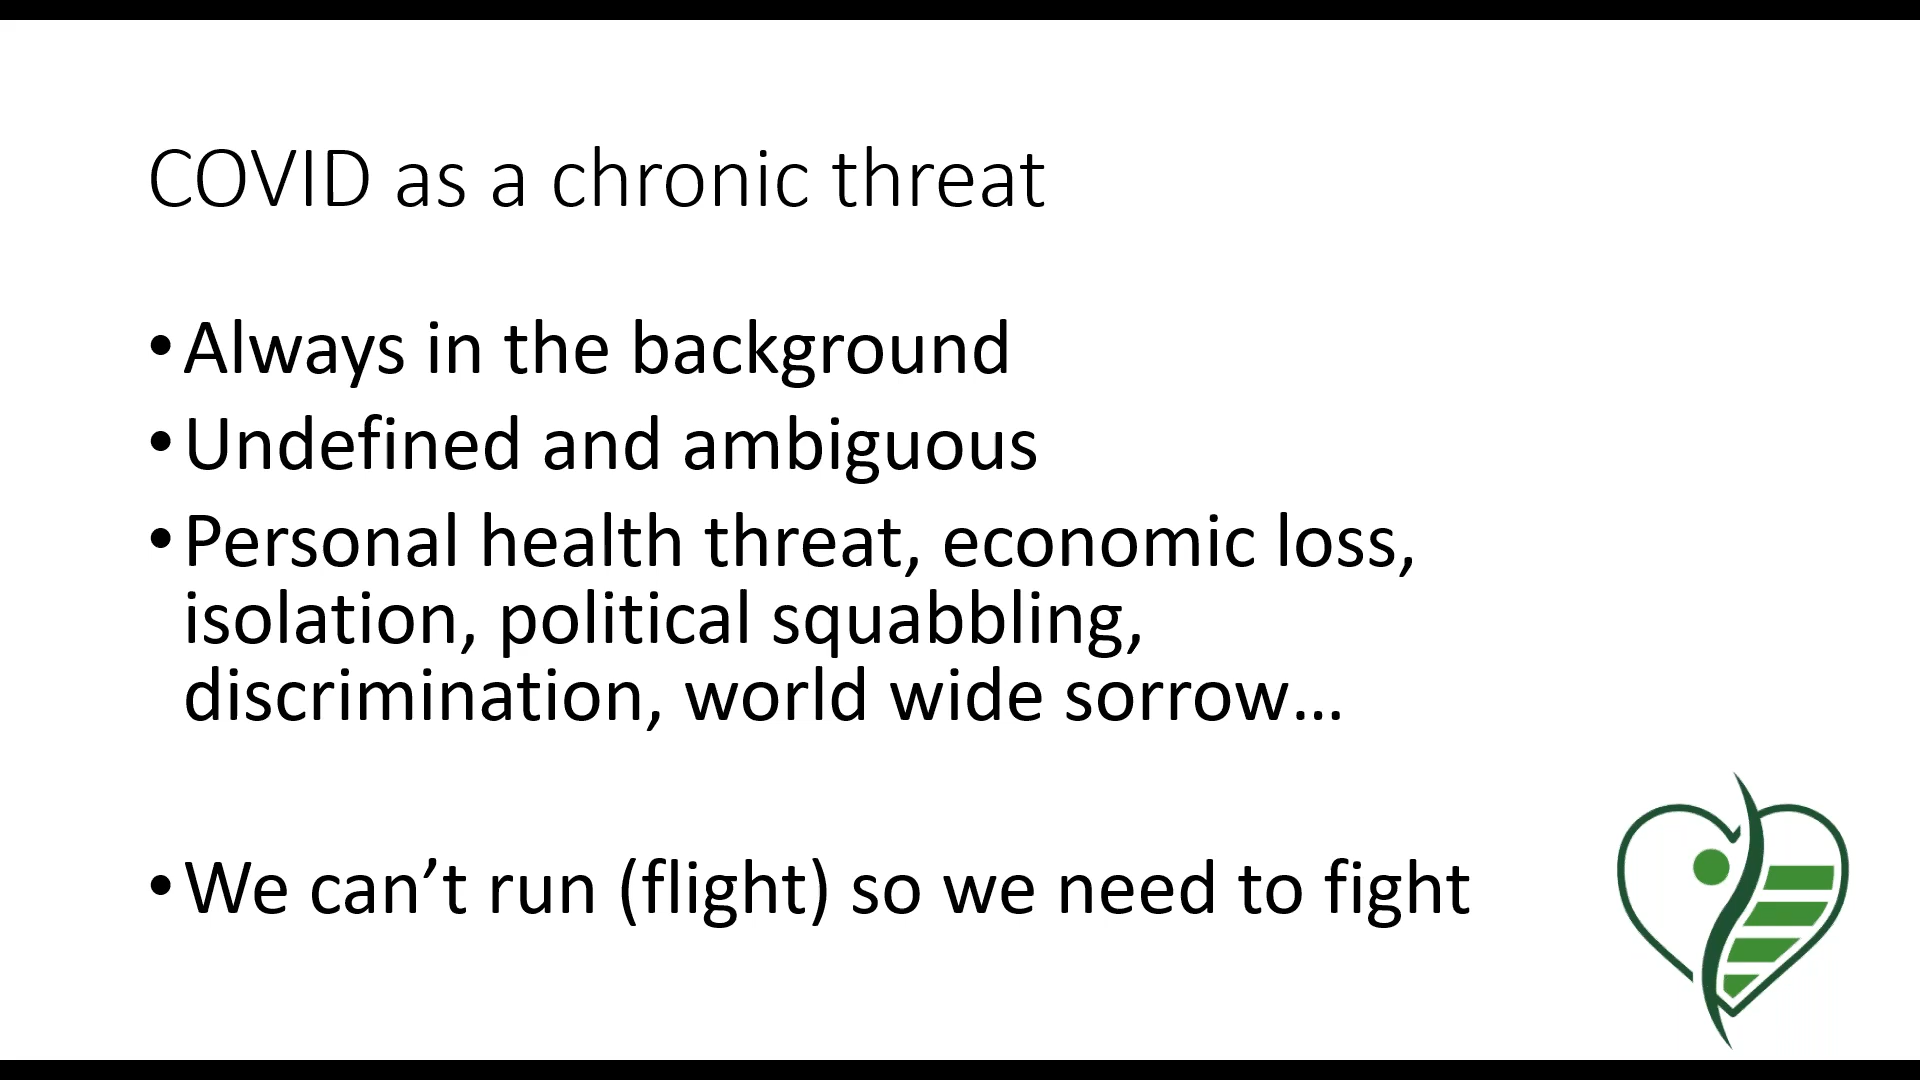 COVID as a chronic threat
•Always in the background
•Undefined and ambiguous
•Personal health threat, economic loss,
isolation, political squabbling,
discrimination, world wide sorrow…
•We can’t run (flight) so we need to fight